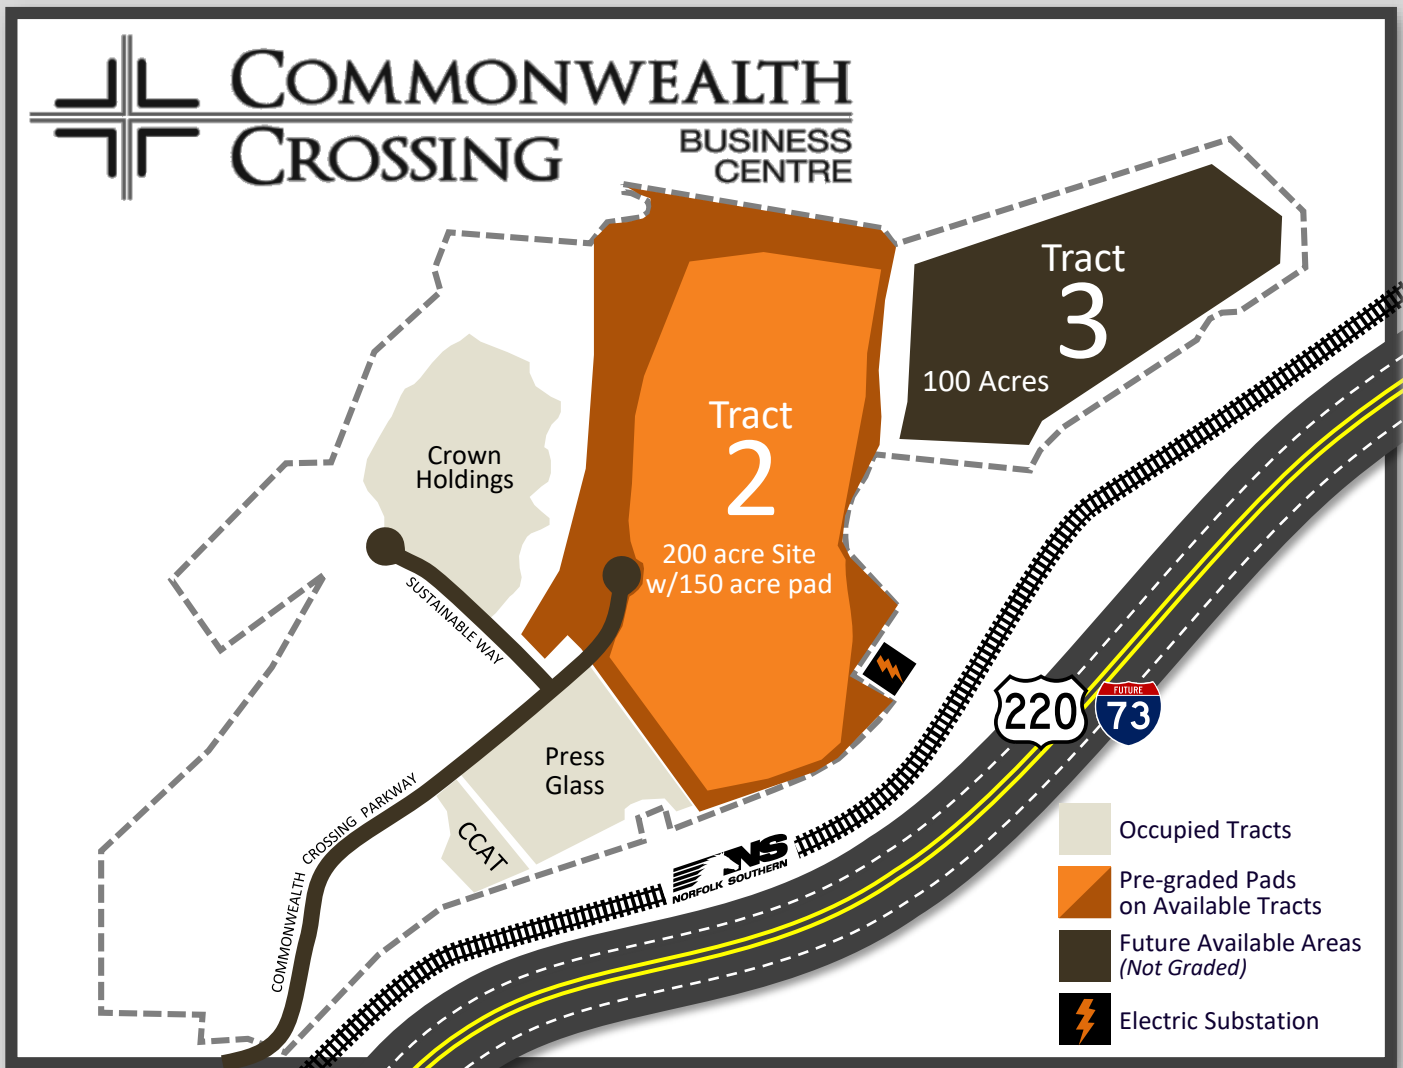 COMMONWEALTH
CROSSING
BUSINESS
CENTRE
Tract
3
100 Acres
Tract
2
200 acre Site
w/150 acre pad
Crown
Holdings
SUSTAINABLE WAY
Press
Glass
CCAT
COMMONWEALTH CROSSING PARKWAY
NS
NORFOLK SOUTHERN
220
FUTURE
73
Occupied Tracts
Pre-graded Pads
on Available Tracts
Future Available Areas
(Not Graded)
Electric Substation